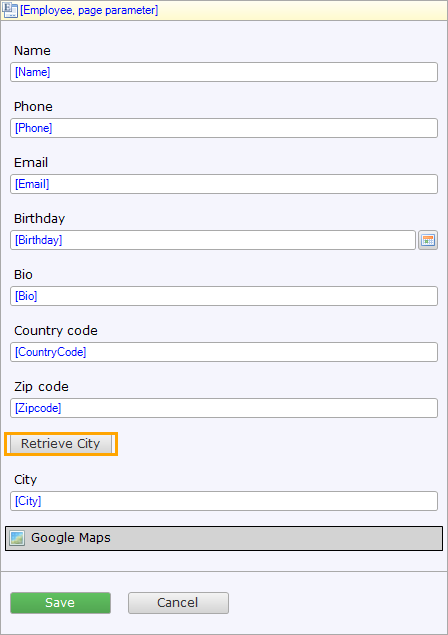 [Employee, page parameter]
Name
[Name]
Phone
[Phone]
Email
[Email]
Birthday
[Birthday]
Bio
[Bio]
Country code
[CountryCode]
Zip code
[Zipcode]
Retrieve City
City
[City]
Google Maps
Save Cancel